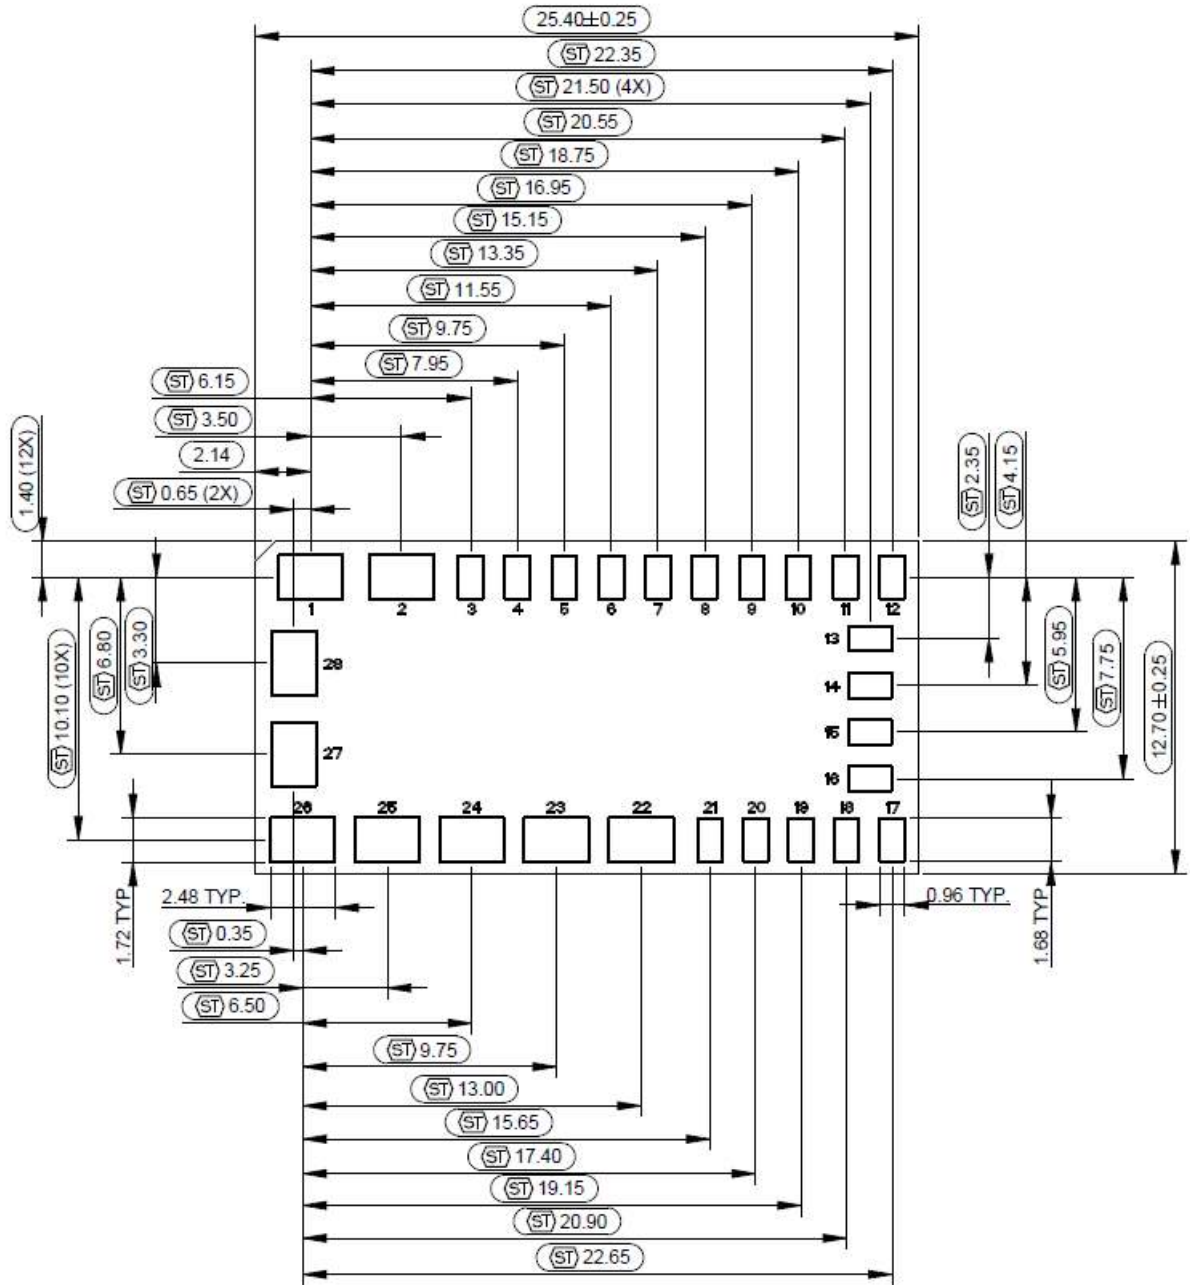 25.40±0.25
ST 22.35
ST 21.50 (4X)
ST 20.55
ST 18.75
ST 16.95
ST 15.15
ST 13.35
ST 11.55
ST 9.75
ST 7.95
ST 6.15
ST 3.50
2.14
ST 0.65 (2X)
1.40 (12X)
ST 2.35
ST 4.15
1 2 3 4 5 6 7 8 9 10 11 12
13
28
14
15
27
16
ST 10.10 (10X)
ST 6.80
ST 3.30
ST 5.95
ST 7.75
12.70±0.25
26 25 24 23 22 21 20 19 18 17
1.72 TYP
2.48 TYP.
0.96 TYP.
1.68 TYP
ST 0.35
ST 3.25
ST 6.50
ST 9.75
ST 13.00
ST 15.65
ST 17.40
ST 19.15
ST 20.90
ST 22.65